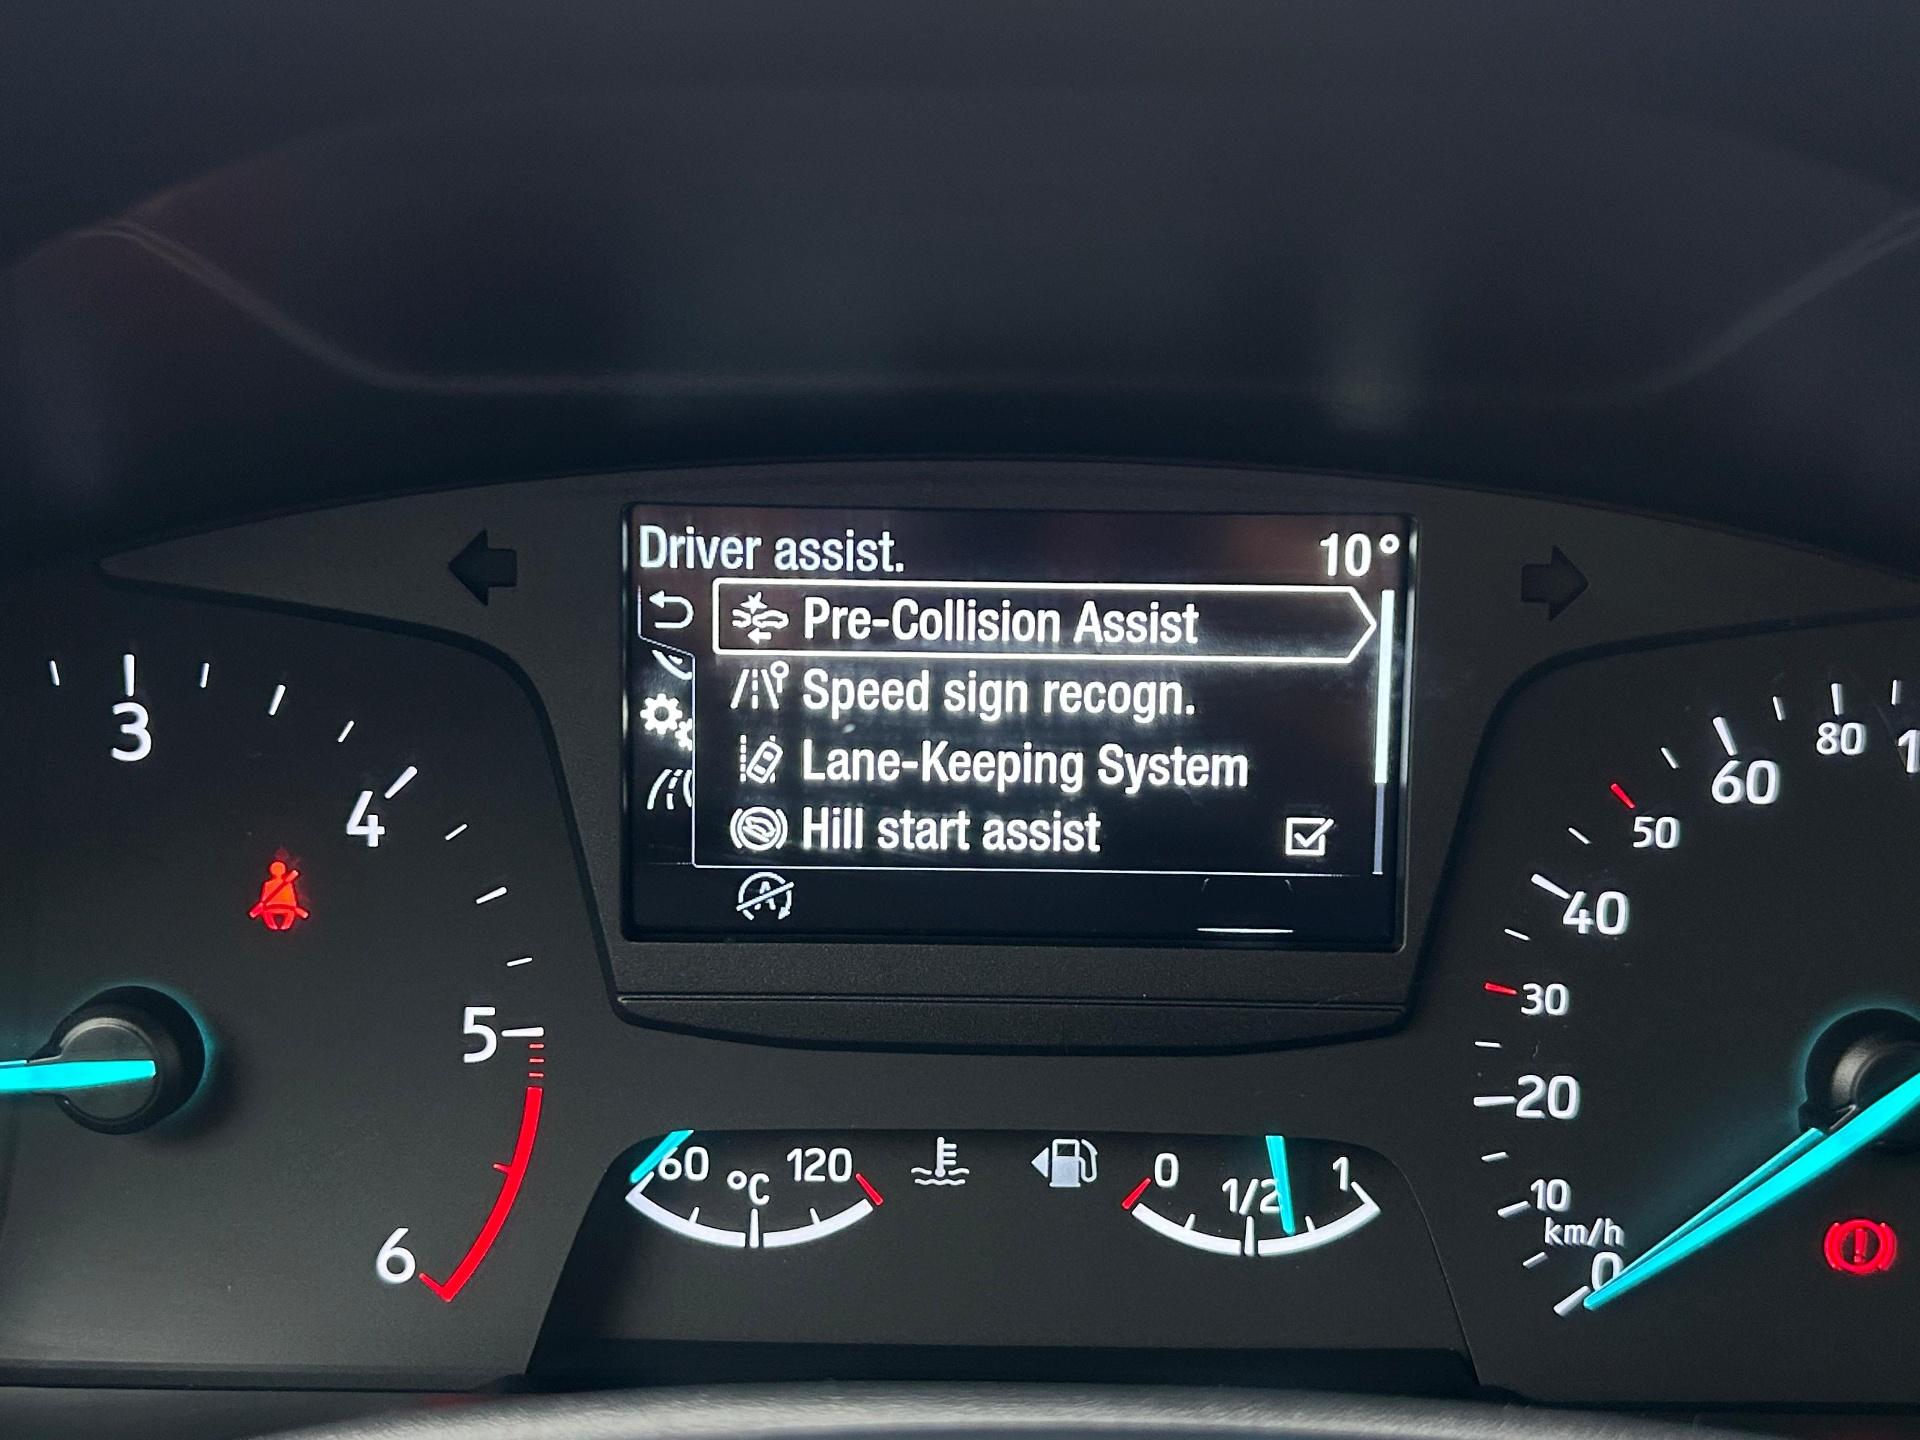 Driver assist. 10°
Pre-Collision Assist
Speed sign recogn.
Lane-Keeping System
Hill start assist
A
3
4
5
6
60 °C 120
0 1/2 1
80
60
50
40
30
20
10
km/h
0